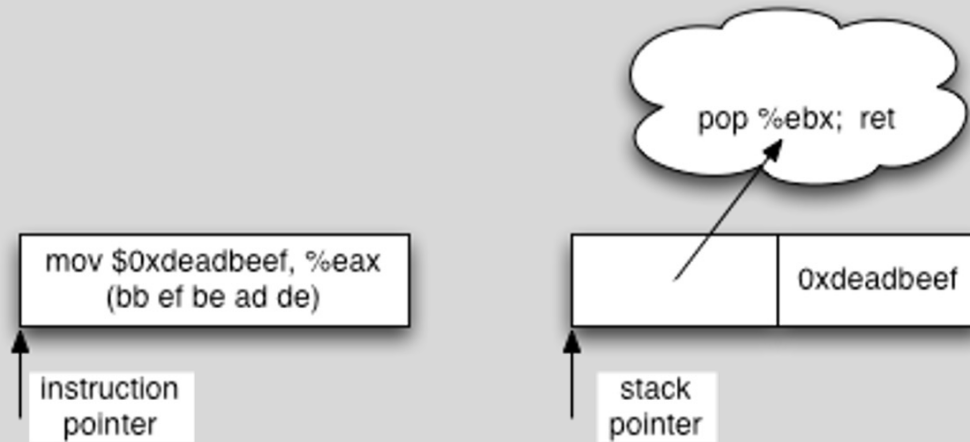 pop %ebx; ret
mov $0xdeadbeef, %eax
(bb ef be ad de)
0xdeadbeef
instruction
pointer
stack
pointer